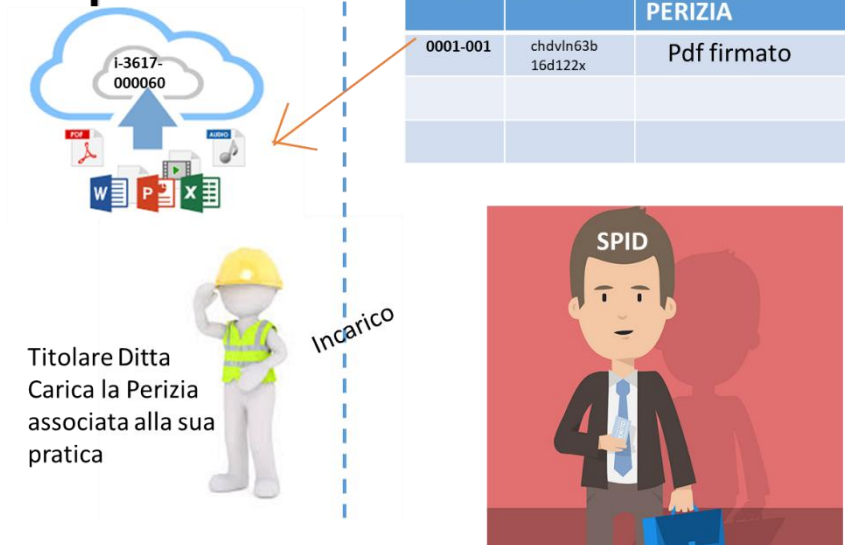 PERIZIA
0001-001
chdvln63b
16d122x
Pdf firmato
i-3617-
000060
PDF
AUDIO
W
P
X
SPID
Incarico
Titolare Ditta
Carica la Perizia
associata alla sua
pratica